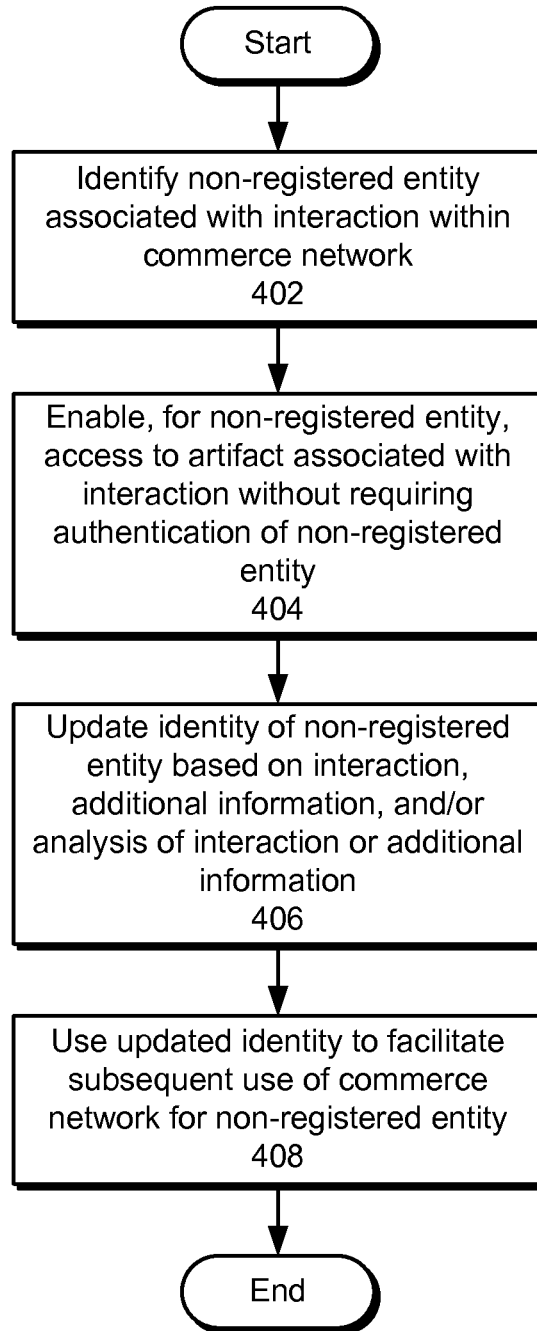 Start
Identify non-registered entity
associated with interaction within
commerce network
402
Enable, for non-registered entity,
access to artifact associated with
interaction without requiring
authentication of non-registered
entity
404
Update identity of non-registered
entity based on interaction,
additional information, and/or
analysis of interaction or additional
information
406
Use updated identity to facilitate
subsequent use of commerce
network for non-registered entity
408
End